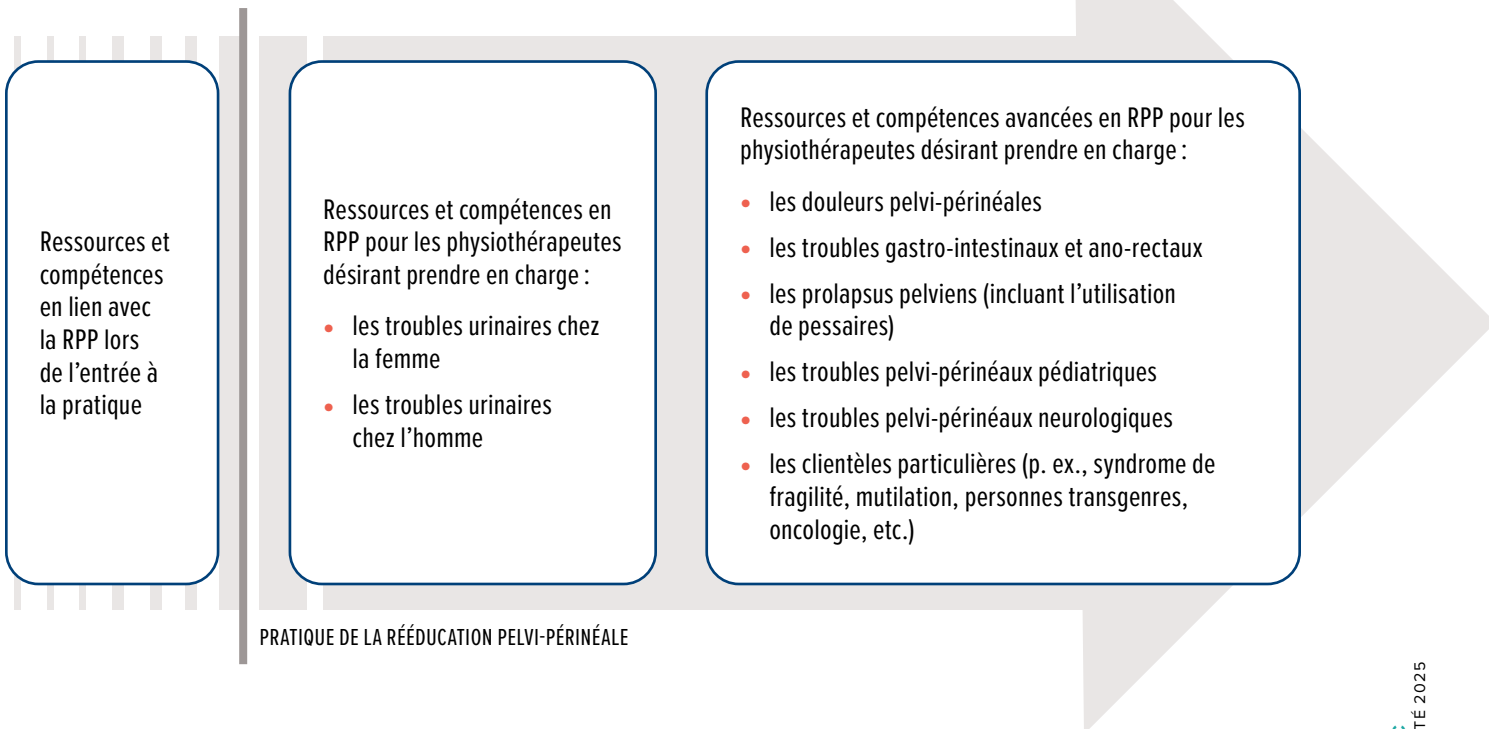 Ressources et
compétences
en lien avec
la RPP lors
de l'entrée à
la pratique
Ressources et compétences en
RPP pour les physiothérapeutes
désirant prendre en charge :
• les troubles urinaires chez
la femme
• les troubles urinaires
chez l'homme
Ressources et compétences avancées en RPP pour les
physiothérapeutes désirant prendre en charge :
• les douleurs pelvi-périnéales
• les troubles gastro-intestinaux et ano-rectaux
• les prolapsus pelviens (incluant l'utilisation
de pessaires)
• les troubles pelvi-périnéaux pédiatriques
• les troubles pelvi-périnéaux neurologiques
• les clientèles particulières (p. ex., syndrome de
fragilité, mutilation, personnes transgenres,
oncologie, etc.)
PRATIQUE DE LA RÉÉDUCATION PELVI-PÉRINÉALE
TÉ 2025